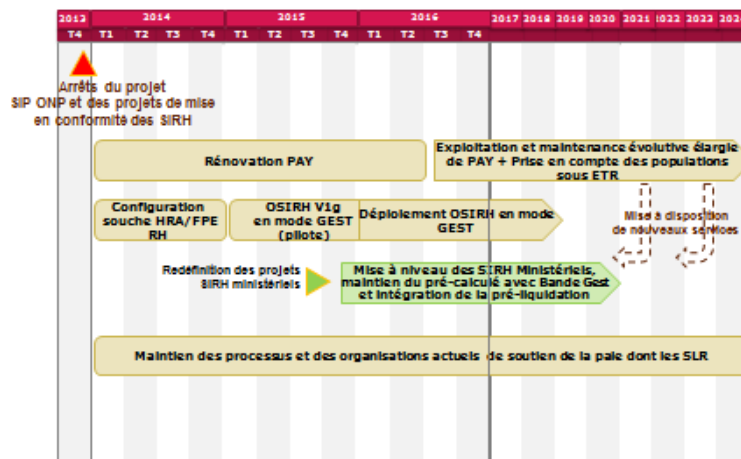 2013 2014 2015 2016 2017 2018 2019 2020 2021 2022 2023 202
T4 T1 T2 T3 T4 T1 T2 T3 T4 T1 T2 T3 T4
Arrêts du projet
SIP ONP et des projets de mise
en conformité des SIRH
Rénovation PAY
Exploitation et maintenance évolutive élargie
de PAY + Prise en compte des populations
sous ETR
Configuration
souche HRA/FPE
RH
OSIRH V1g
en mode GEST
(pilote)
Déploiement OSIRH en mode
GEST
Mise à disposition
de nouveaux services
Redéfinition des projets
SIRH ministériels
Mise à niveau des SIRH Ministériels,
maintien du pré-calculé avec Bande Gest
et intégration de la pré-liquidation
Maintien des processus et des organisations actuels de soutien de la paie dont les SLR